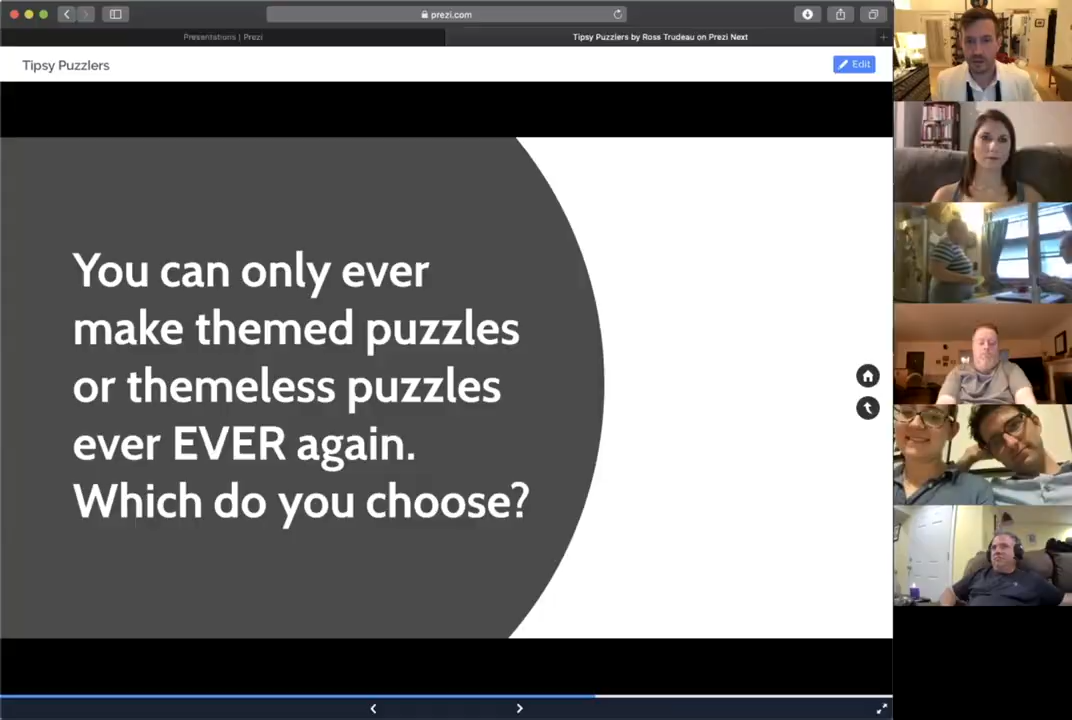 prezi.com
Presentations | Prezi
Tipsy Puzzlers by Ross Trudeau on Prezi Next
Tipsy Puzzlers
Edit
You can only ever
make themed puzzles
or themeless puzzles
ever EVER again.
Which do you choose?